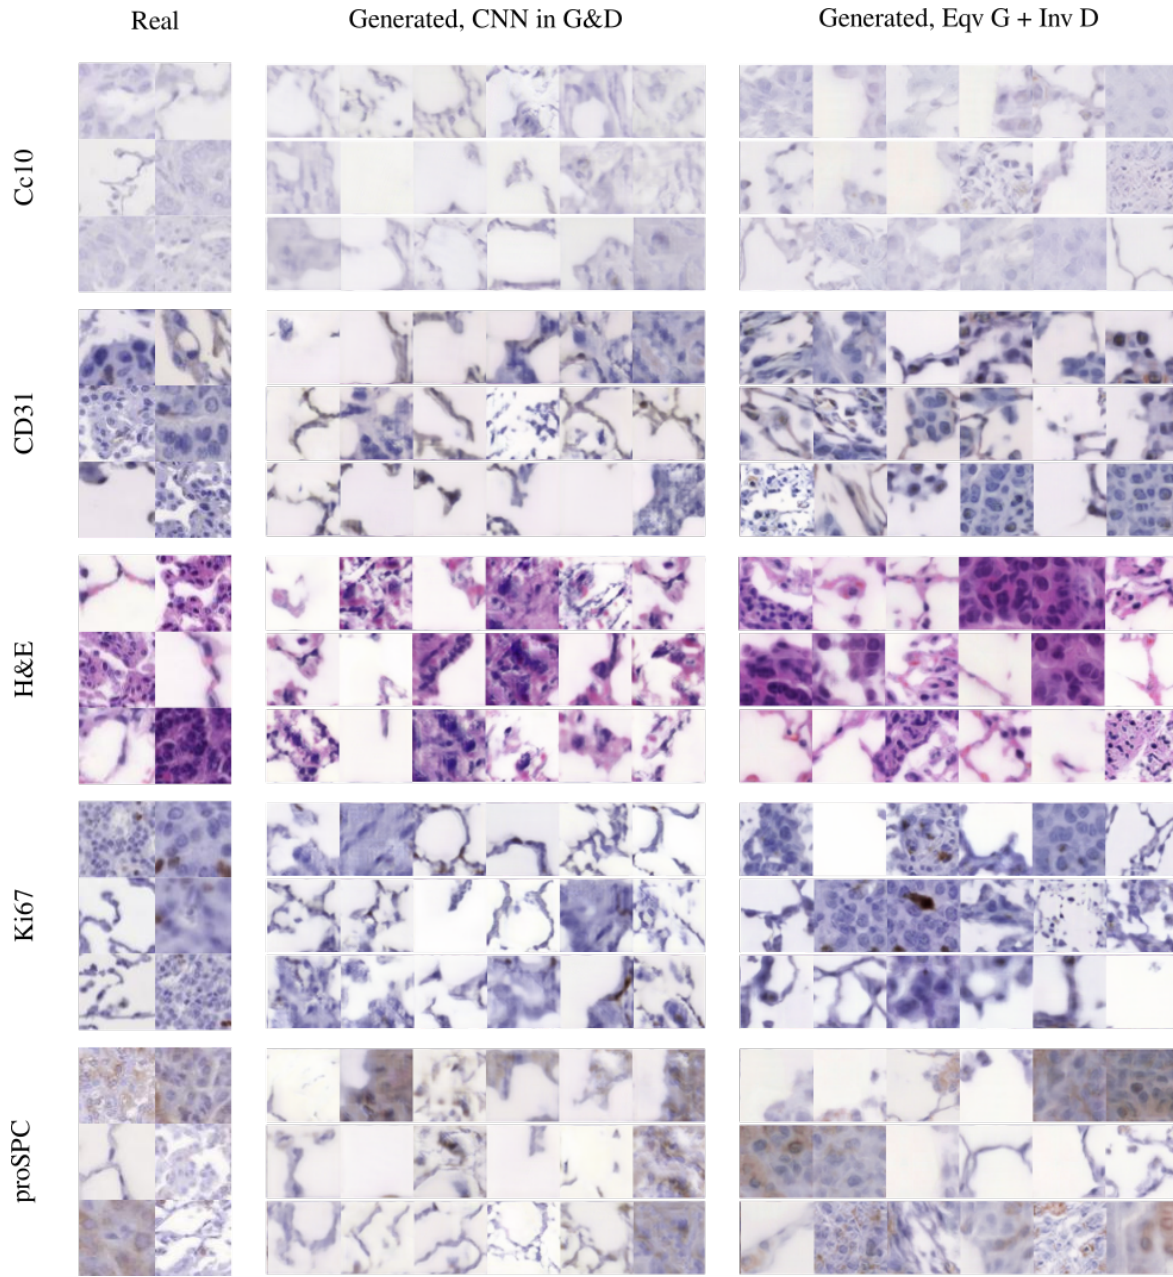 Real
Generated, CNN in G&D
Generated, Eqv G + Inv D
Cc10
CD31
H&E
Ki67
proSPC